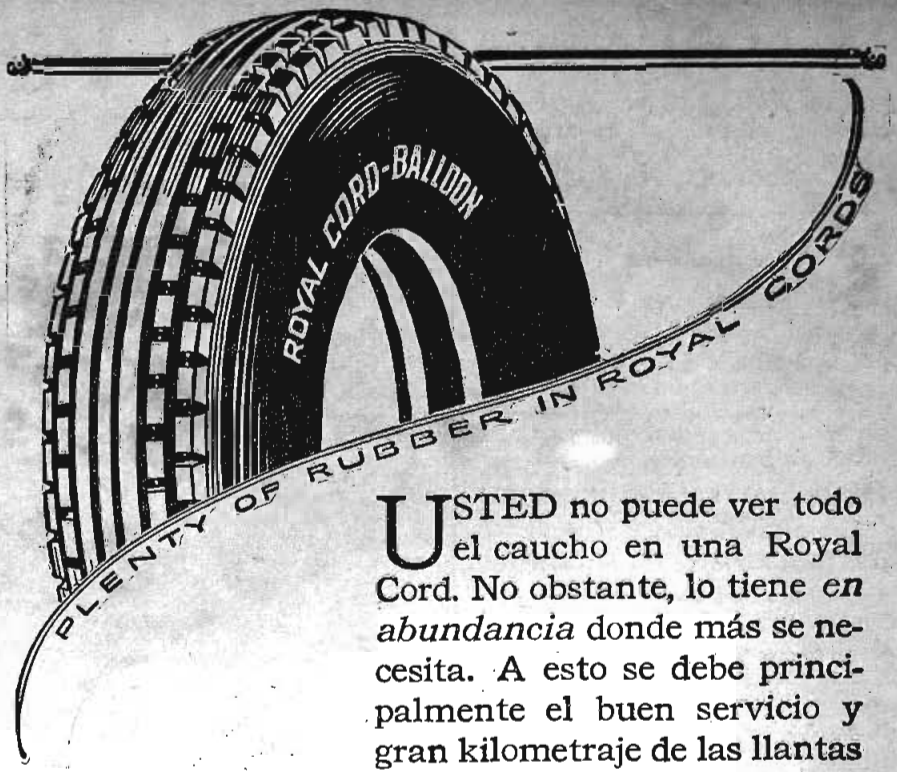 ROYAL CORD-BALLOON
PLENTY OF RUBBER IN ROYAL CORDS
USTED no puede ver todo
el caucho en una Royal
Cord. No obstante, lo tiene en
abundancia donde más se ne-
cesita. A esto se debe princi-
palmente el buen servicio y
gran kilometraje de las llantas